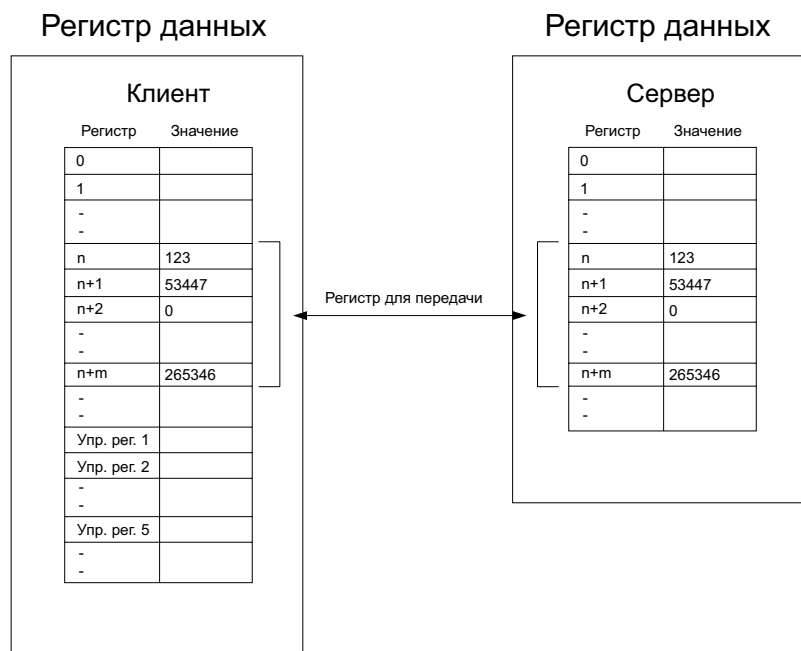 Регистр данных
Клиент
Регистр Значение
0
1
-
-
n 123
n+1 53447
n+2 0
-
-
n+m 265346
-
-
Упр. рег. 1
Упр. рег. 2
-
-
Упр. рег. 5
-
-
Регистр для передачи
Регистр данных
Сервер
Регистр Значение
0
1
-
-
n 123
n+1 53447
n+2 0
-
-
n+m 265346
-
-